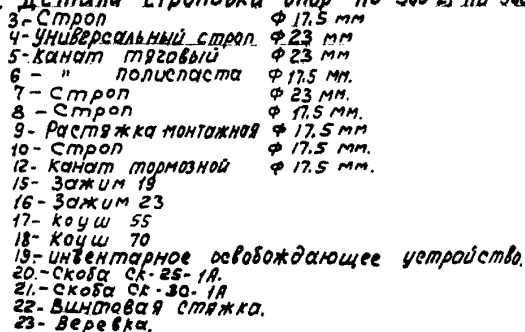 3-Строп ф 17.5 мм
4-Универсальный строп ф 23 мм
5-Канат тяговый ф 23 мм
6 - " полиспаста ф 17.5 мм.
7 - Строп ф 23 мм.
8 - Строп ф 17.5 мм.
9- Растяжка монтажная ф 17.5 мм
10- Строп ф 17.5 мм.
12- Канат тормозной ф 17.5 мм.
15- Зажим 19
16- Зажим 23
17- Коуш 55
18- Коуш 70
19- инвентарное освобождающее устройство.
20.-Скоба СК-25-1А.
21.-Скоба СК-30-1А
22- Винтовая стяжка.
23- Веревка.